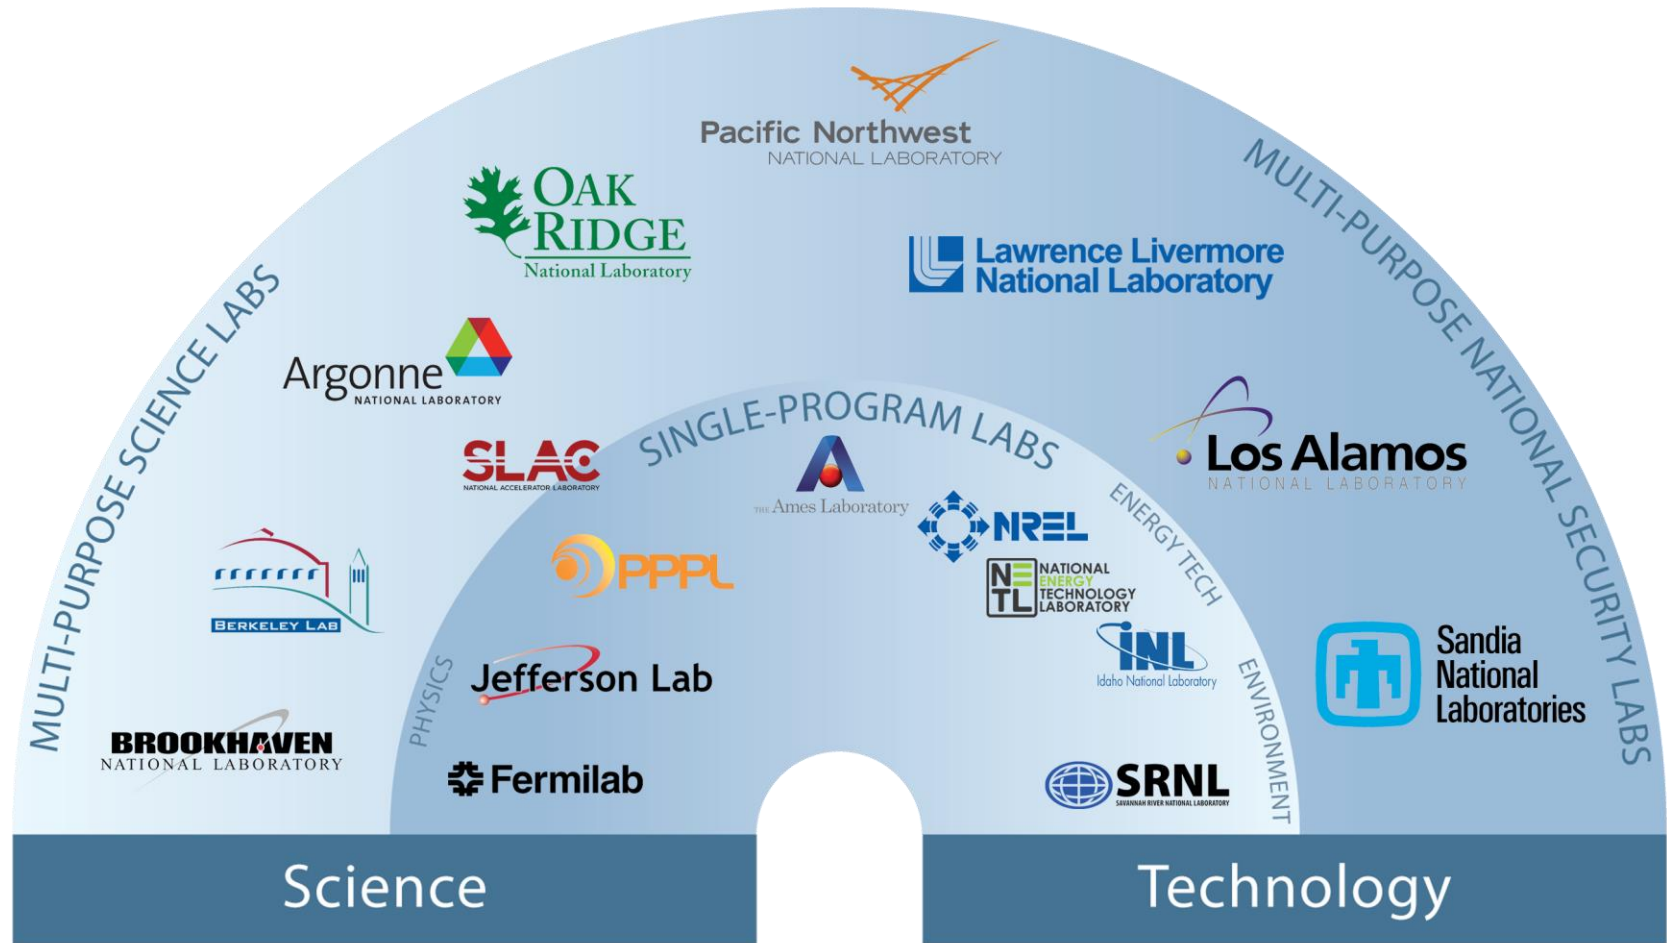 Pacific Northwest
NATIONAL LABORATORY
OAK
RIDGE
National Laboratory
Lawrence Livermore
National Laboratory
MULTI-PURPOSE SCIENCE LABS
MULTI-PURPOSE NATIONAL SECURITY LABS
Argonne
NATIONAL LABORATORY
SINGLE-PROGRAM LABS
SLAC
NATIONAL ACCELERATOR LABORATORY
THE Ames Laboratory
Los Alamos
NATIONAL LABORATORY
NREL
ENERGY TECH
BERKELEY LAB
PPPL
NE
TL
NATIONAL
ENERGY
TECHNOLOGY
LABORATORY
INL
Idaho National Laboratory
Sandia
National
Laboratories
PHYSICS
Jefferson Lab
ENVIRONMENT
BROOKHAVEN
NATIONAL LABORATORY
Fermilab
SRNL
SAVANNAH RIVER NATIONAL LABORATORY
Science
Technology